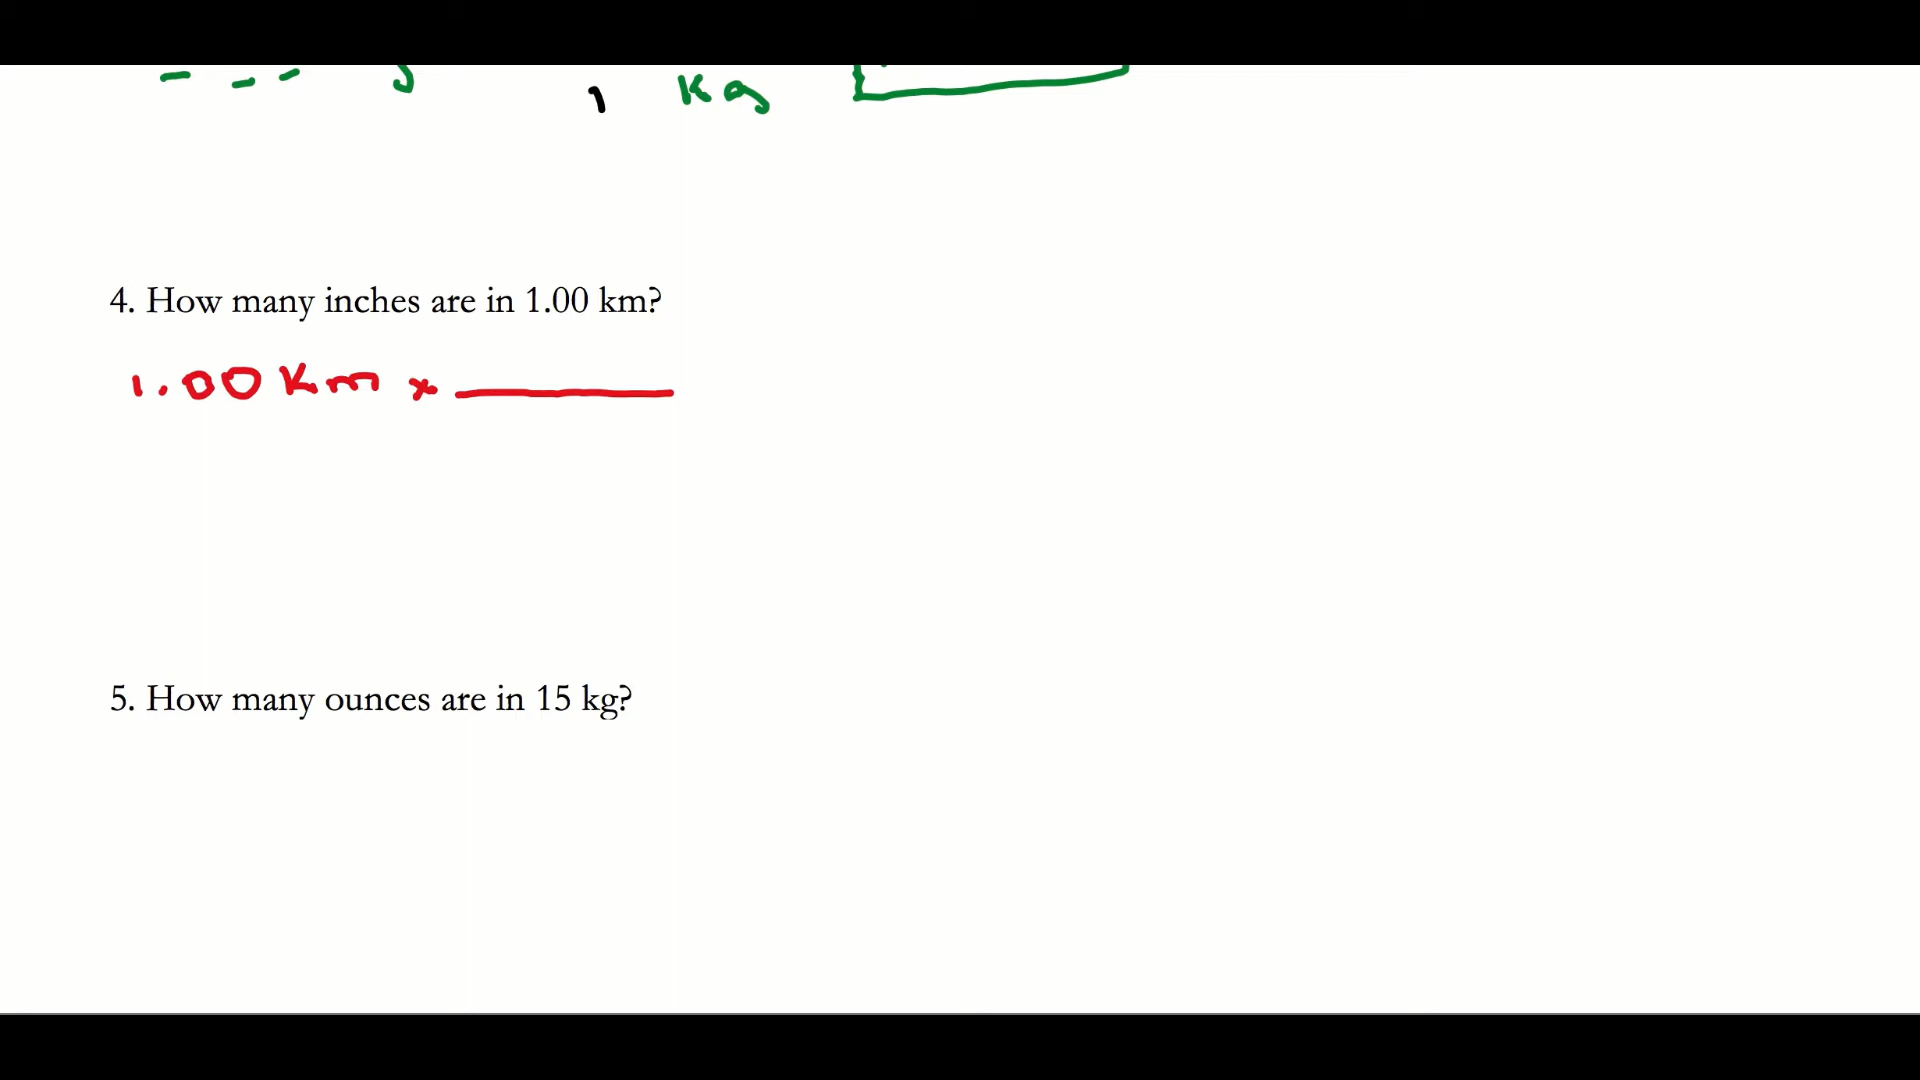 1 kg
4. How many inches are in 1.00 km?
1.00 km x
5. How many ounces are in 15 kg?